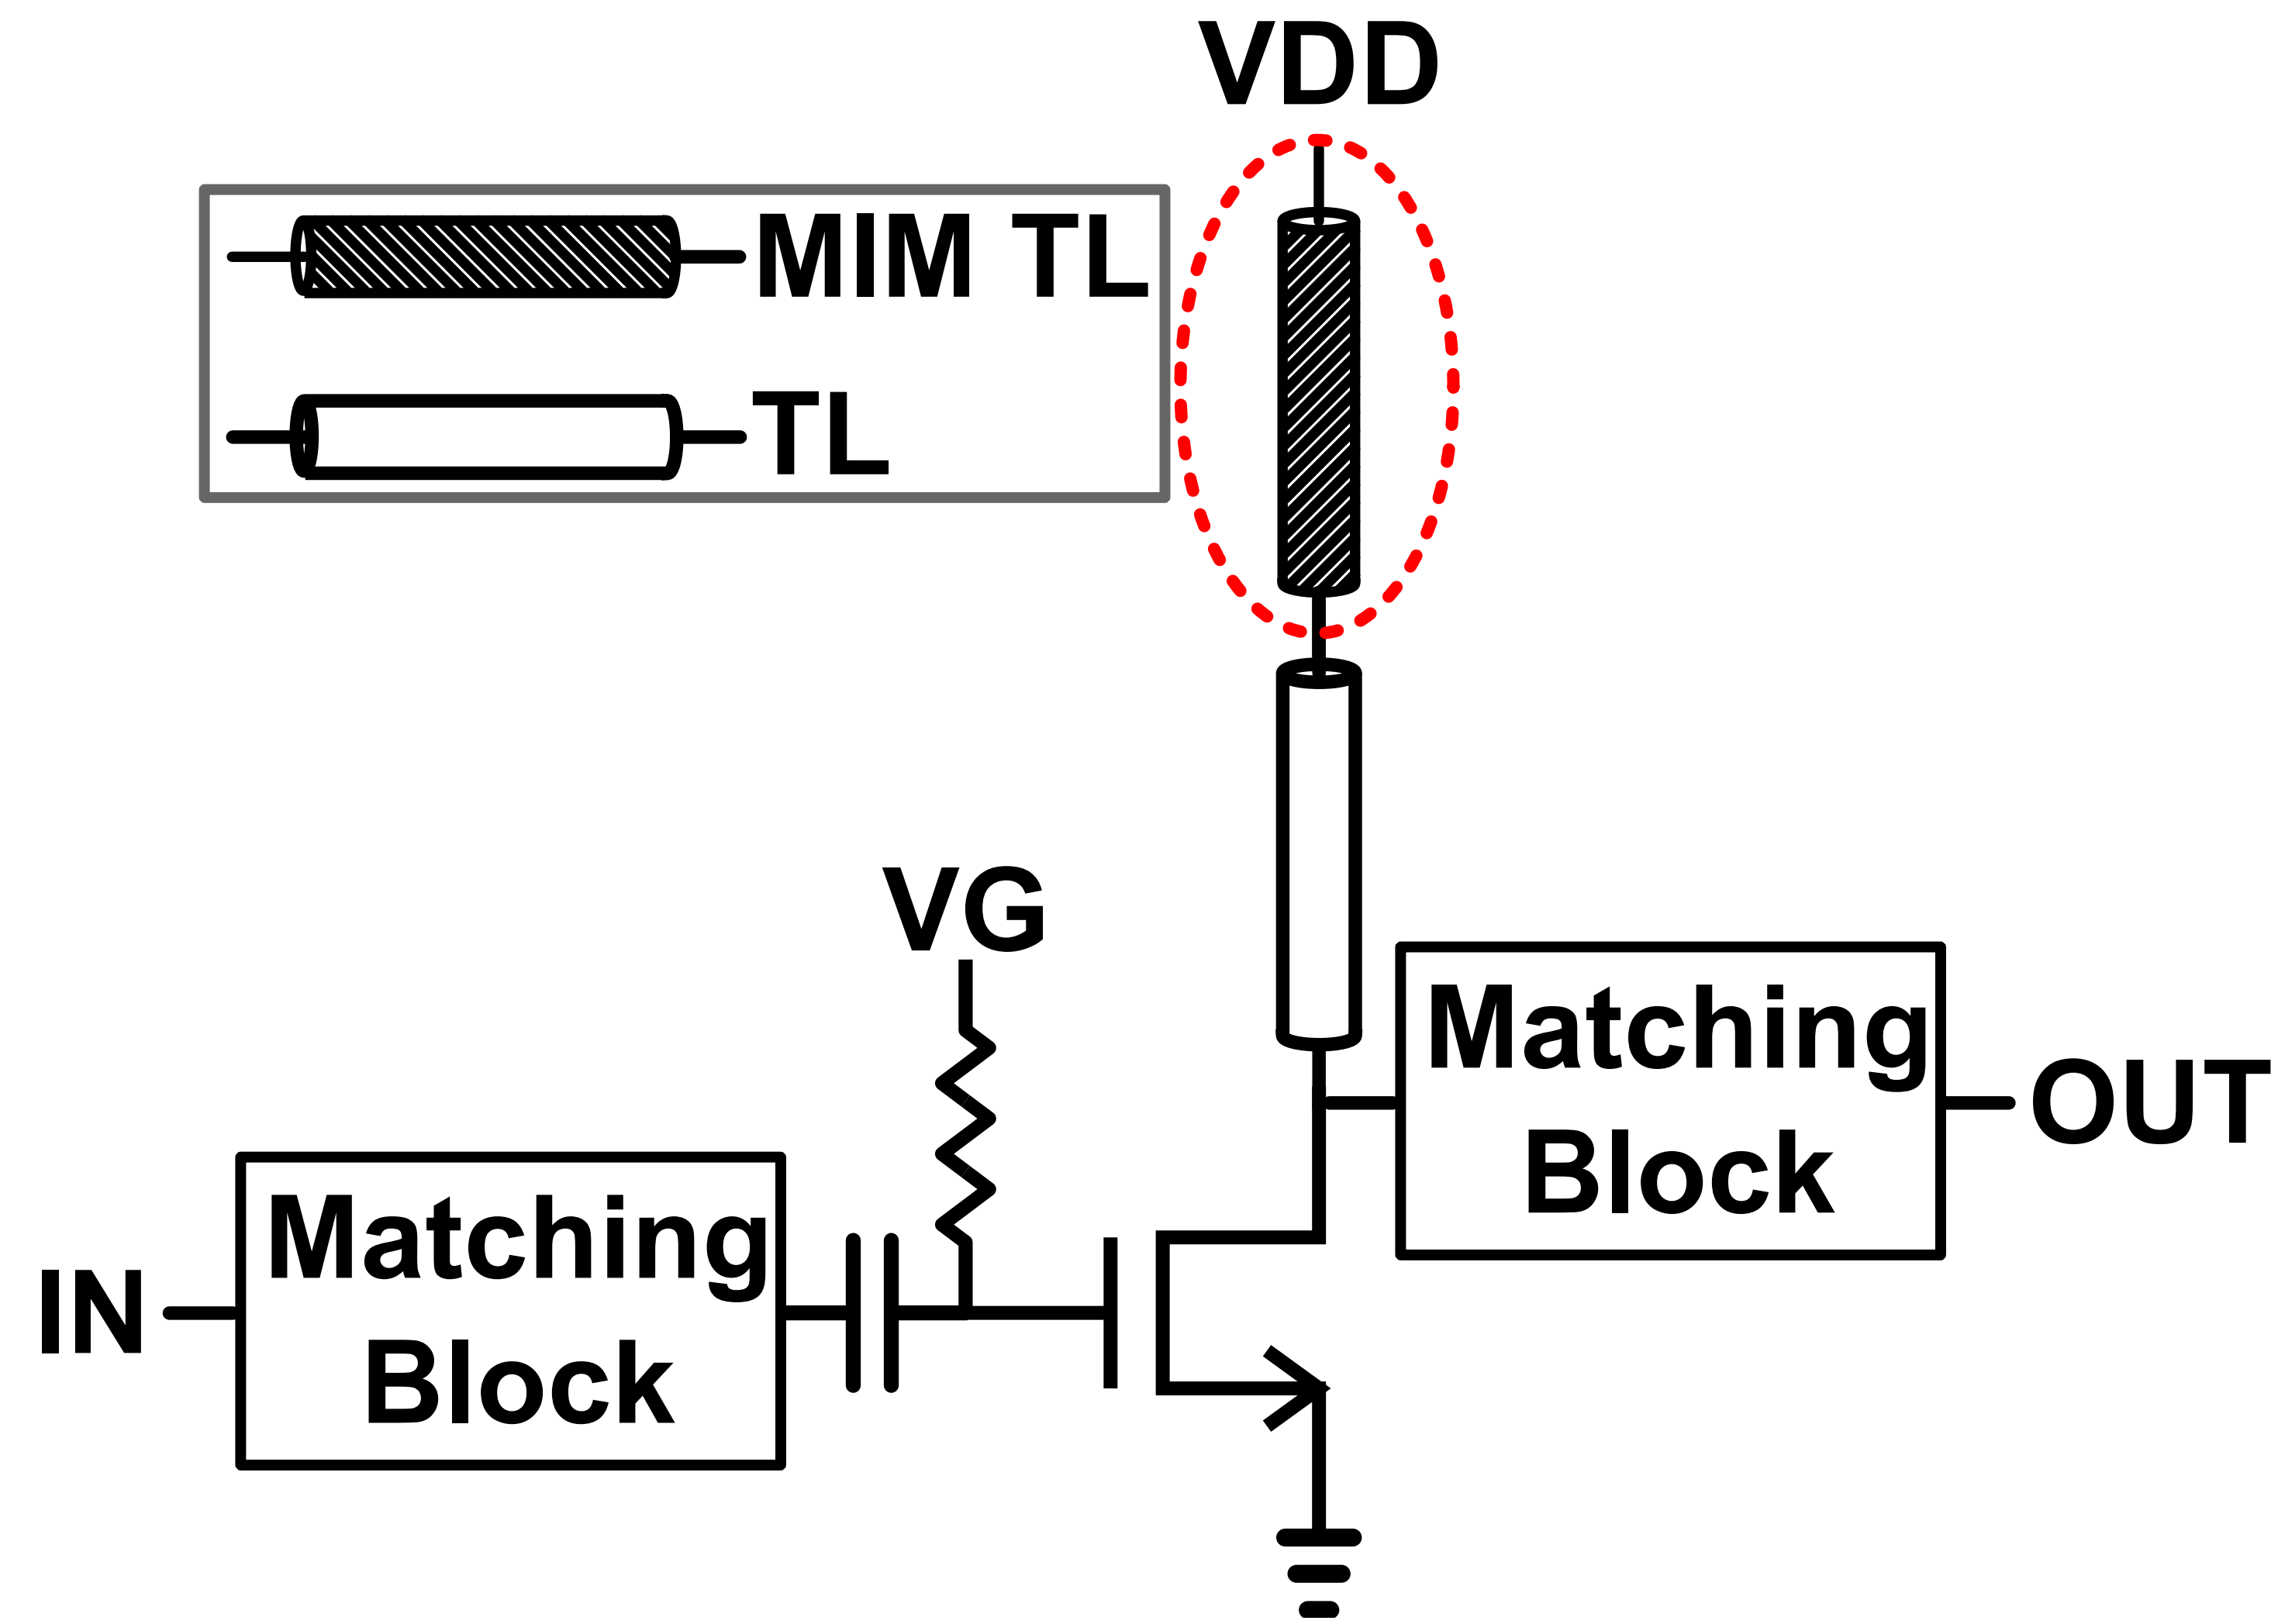 VDD
MIM TL
TL
VG
Matching
Block
OUT
Matching
Block
IN